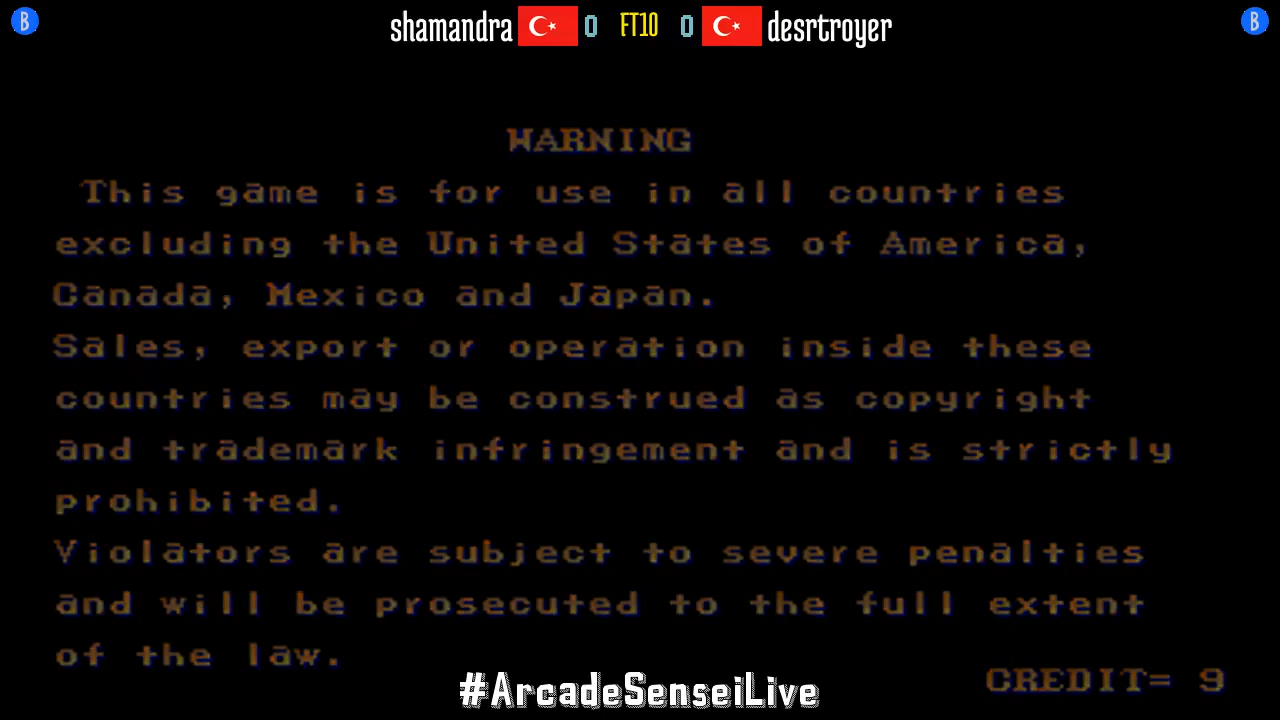 B shamandra 0 FT10 0 desrtroyer B
WARNING
This game is for use in all countries
excluding the United States of America,
Canada, Mexico and Japan.
Sales, export or operation inside these
countries may be construed as copyright
and trademark infringement and is strictly
prohibited.
Violators are subject to severe penalties
and will be prosecuted to the full extent
of the law.
#ArcadeSenseiLive
CREDIT= 9